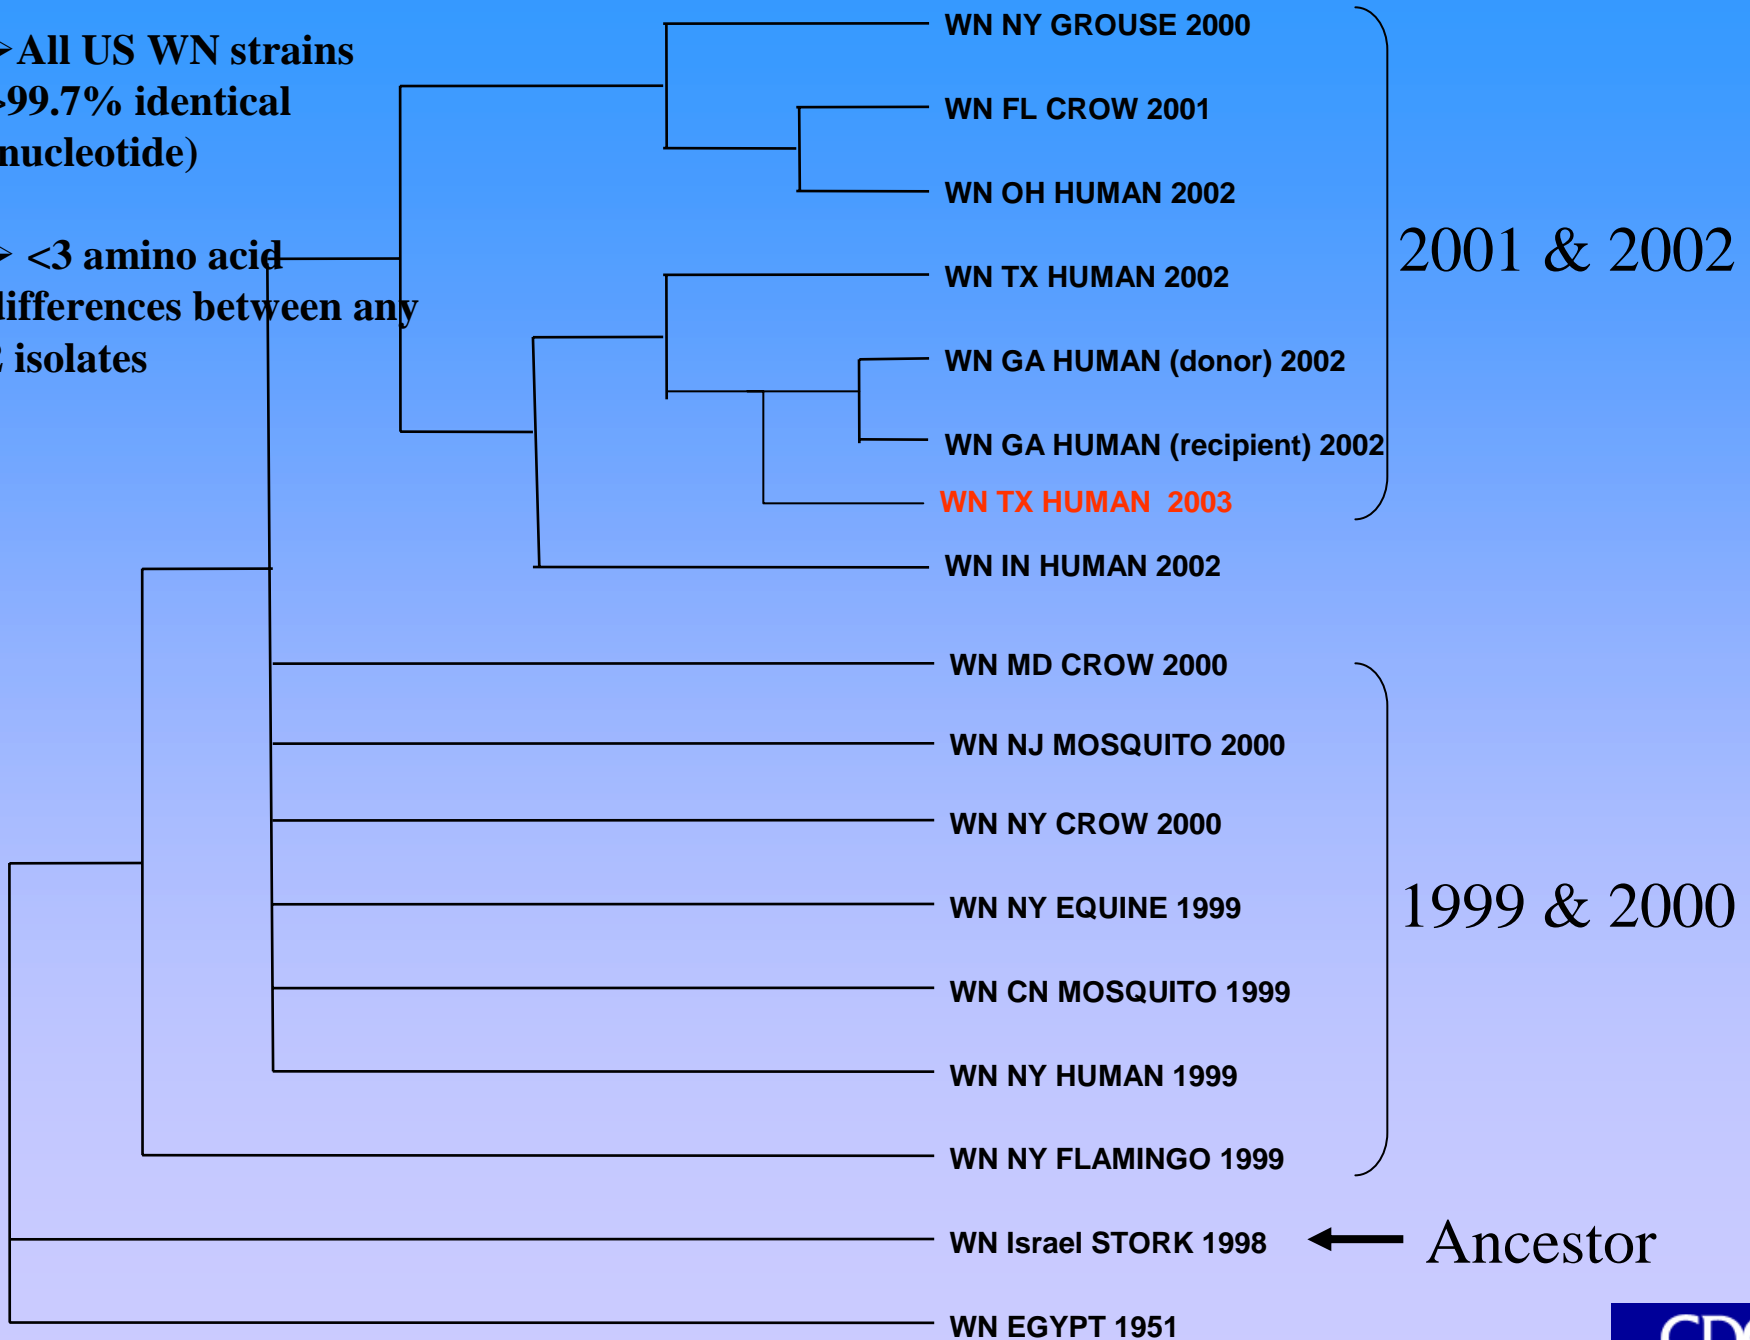 ➢All US WN strains
>99.7% identical
nucleotide)
➢ <3 amino acid
differences between any
2 isolates
WN NY GROUSE 2000
WN FL CROW 2001
WN OH HUMAN 2002
WN TX HUMAN 2002
WN GA HUMAN (donor) 2002
WN GA HUMAN (recipient) 2002
WN TX HUMAN 2003
WN IN HUMAN 2002
2001 & 2002
WN MD CROW 2000
WN NJ MOSQUITO 2000
WN NY CROW 2000
WN NY EQUINE 1999
WN CN MOSQUITO 1999
WN NY HUMAN 1999
WN NY FLAMINGO 1999
1999 & 2000
WN Israel STORK 1998
Ancestor
WN EGYPT 1951
CDC